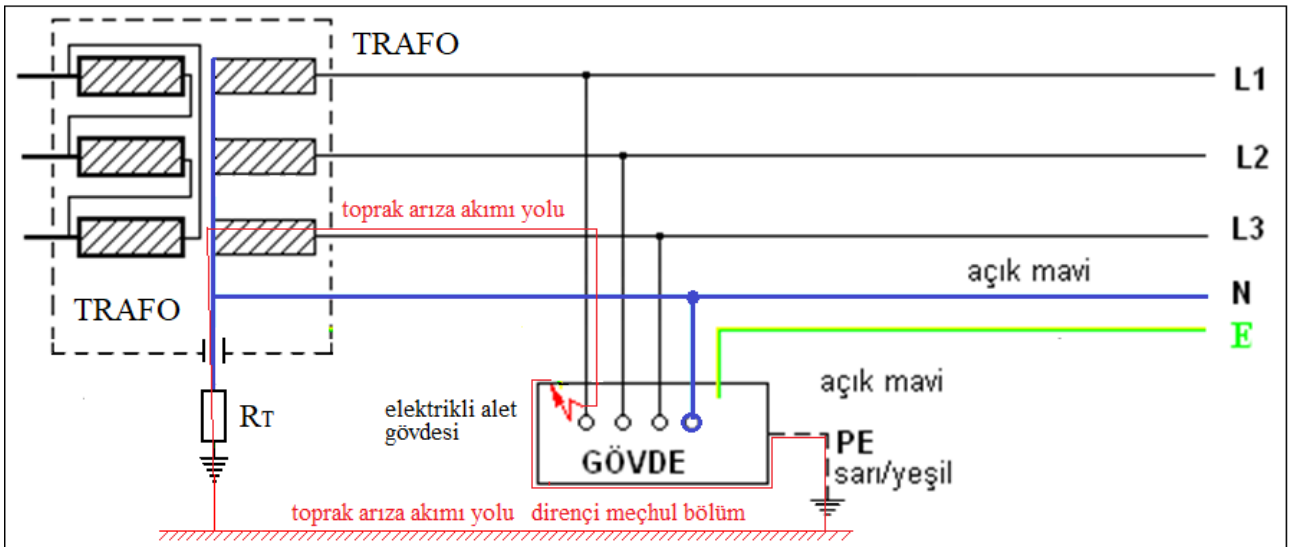 TRAFO
L1
L2
toprak arıza akımı yolu
L3
açık mavi
N
TRAFO
E
açık mavi
elektrikli alet
gövdesi
RT
PE
GÖVDE
sarı/yeşil
toprak arıza akımı yolu dirençi meçhul bölüm